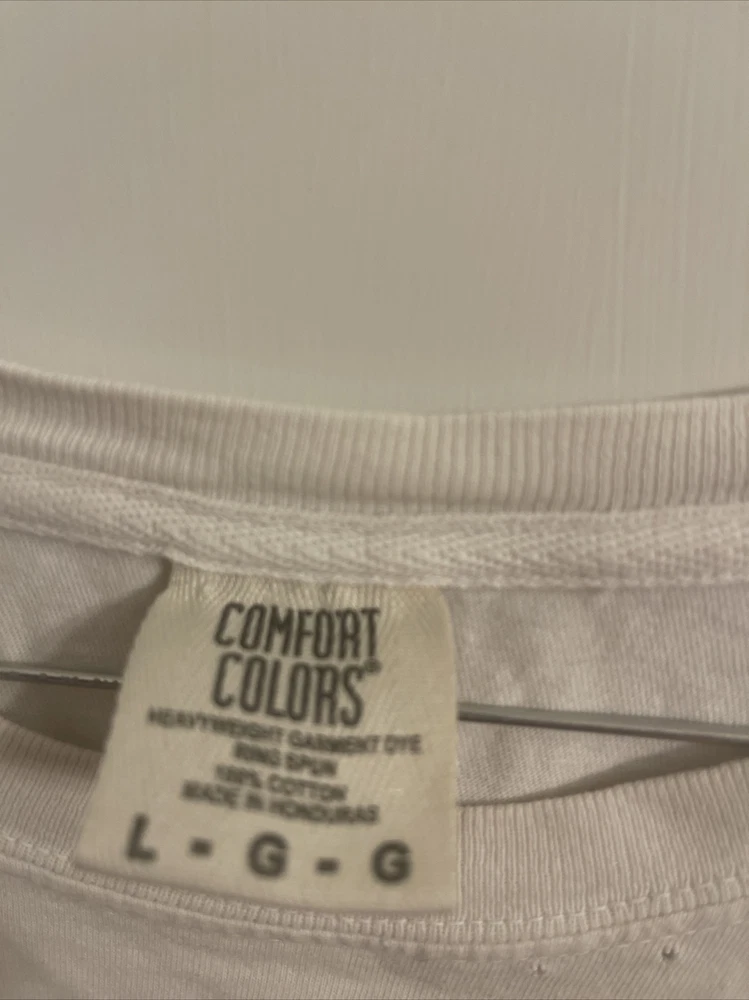 COMFORT
COLORS®
HEAVYWEIGHT GARMENT DYE
RING SPUN
100% COTTON
MADE IN HONDURAS
L - G - G